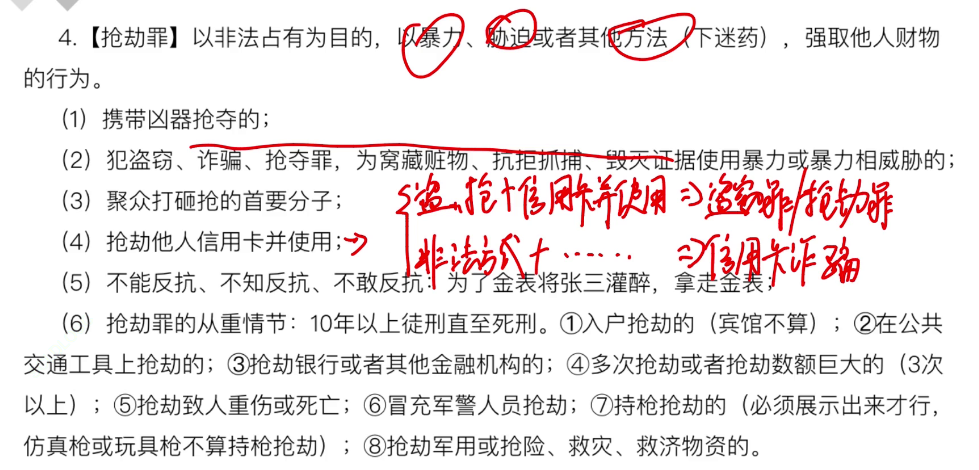 4.【抢劫罪】以非法占有为目的，以暴力、胁迫或者其他方法（下迷药），强取他人财物
的行为。
（1）携带凶器抢夺的；
（2）犯盗窃、诈骗、抢夺罪，为窝藏赃物、抗拒抓捕、毁灭证据使用暴力或暴力相威胁的；
（3）聚众打砸抢的首要分子；
盗、抢+信用卡并使用⇒盗窃罪/抢劫罪
（4）抢劫他人信用卡并使用；→
非法方式+……⇒信用卡诈骗
（5）不能反抗、不知反抗、不敢反抗：为了金表将张三灌醉，拿走金表；
（6）抢劫罪的从重情节：10年以上徒刑直至死刑。①入户抢劫的（宾馆不算）；②在公共
交通工具上抢劫的；③抢劫银行或者其他金融机构的；④多次抢劫或者抢劫数额巨大的（3次
以上）；⑤抢劫致人重伤或死亡；⑥冒充军警人员抢劫；⑦持枪抢劫的（必须展示出来才行，
仿真枪或玩具枪不算持枪抢劫）；⑧抢劫军用或抢险、救灾、救济物资的。